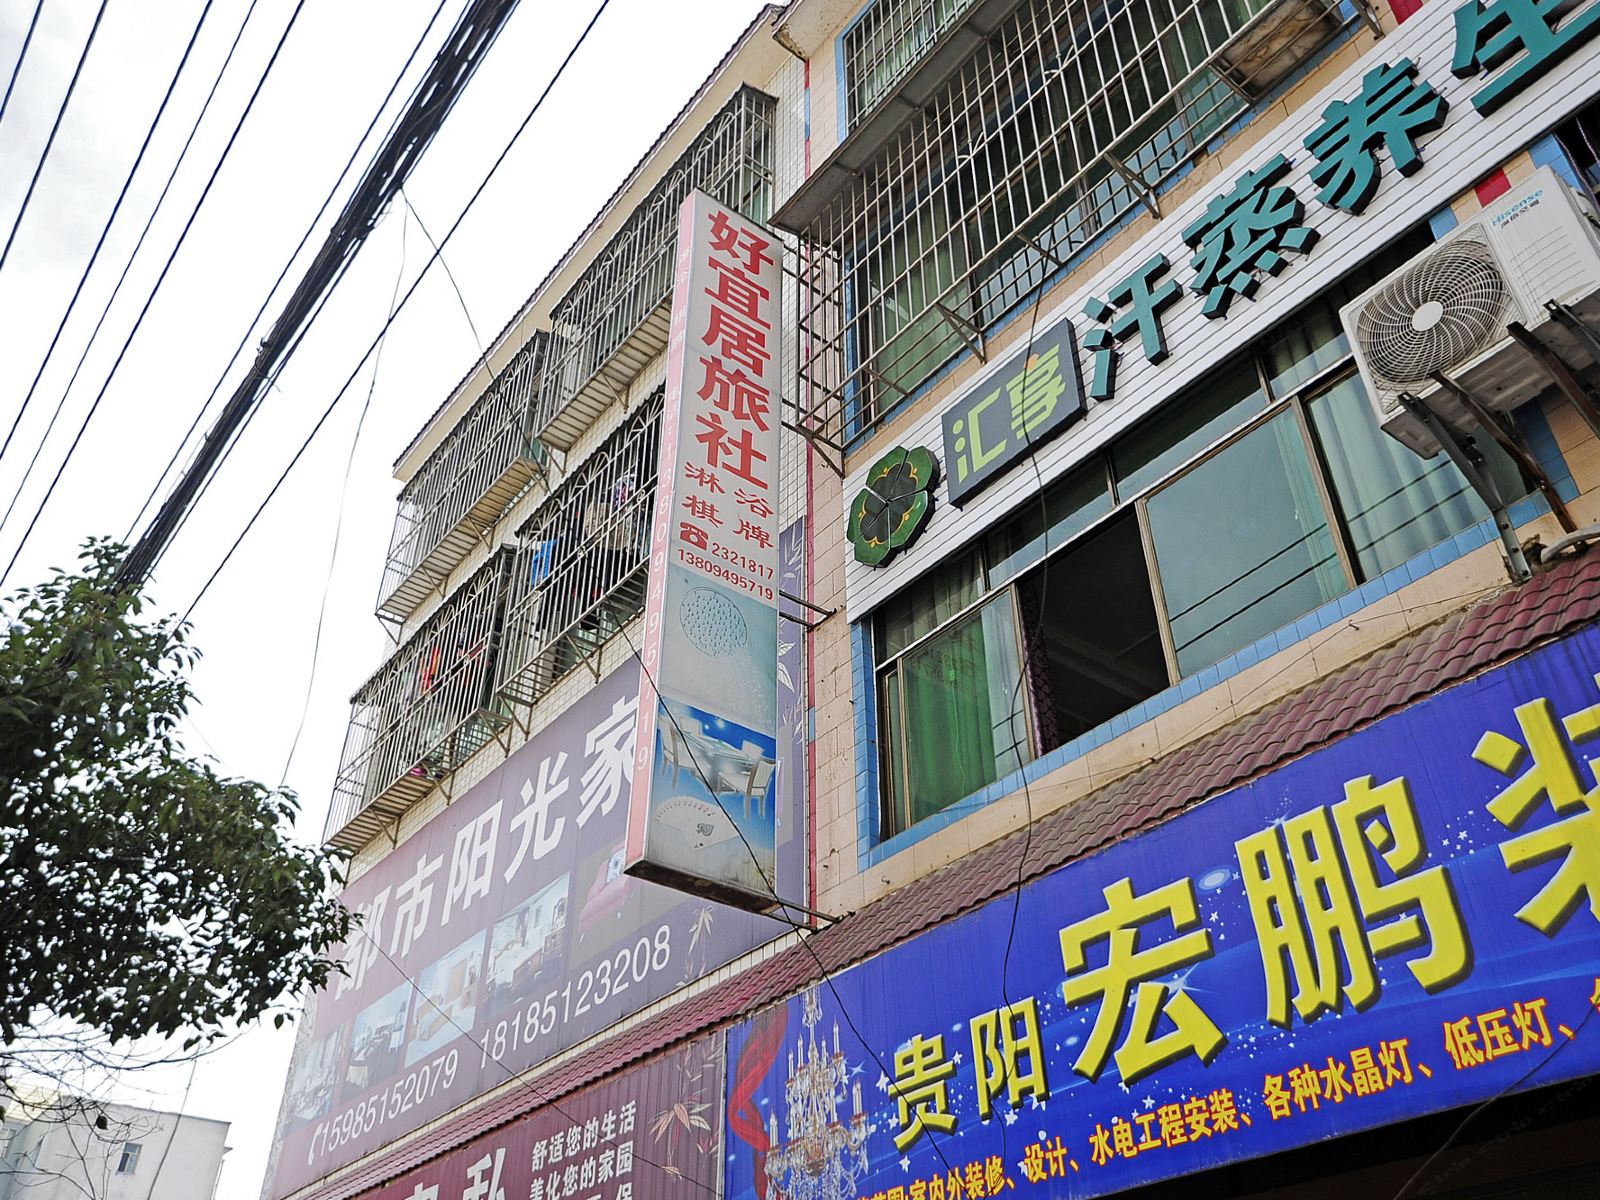 好宜居旅社
淋浴
棋牌
☎2321817
13809495719
13809495719
汇享
汗蒸养生
Hisense
都市阳光家
15985152079 18185123208
舒适您的生活
美化您的家园
贵阳宏鹏装
室内外装修、设计、水电工程安装、各种水晶灯、低压灯、